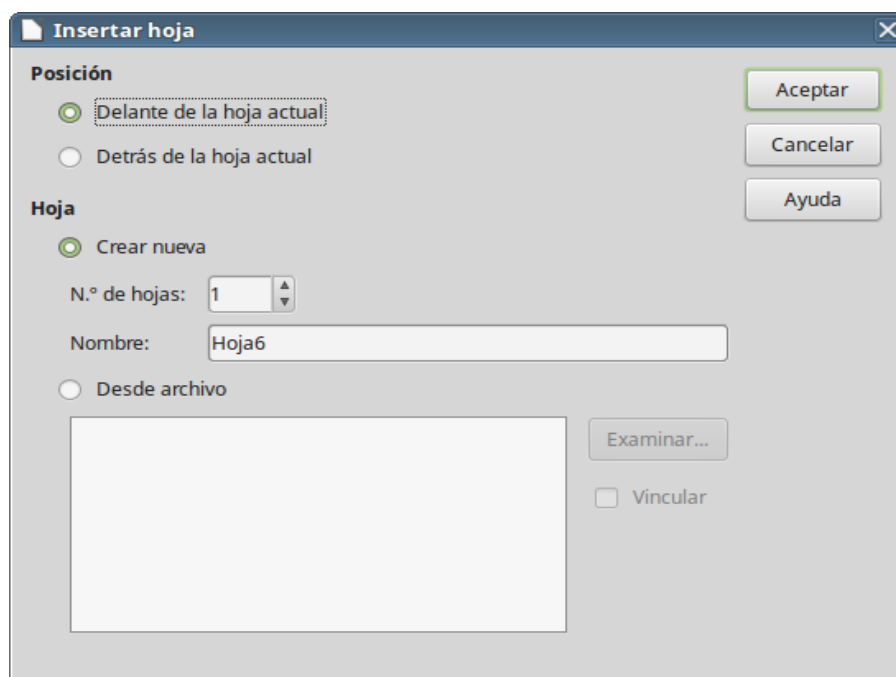 Insertar hoja
Posición
Delante de la hoja actual
Detrás de la hoja actual
Aceptar
Cancelar
Ayuda
Hoja
Crear nueva
N.º de hojas: 1
Nombre: Hoja6
Desde archivo
Examinar...
Vincular